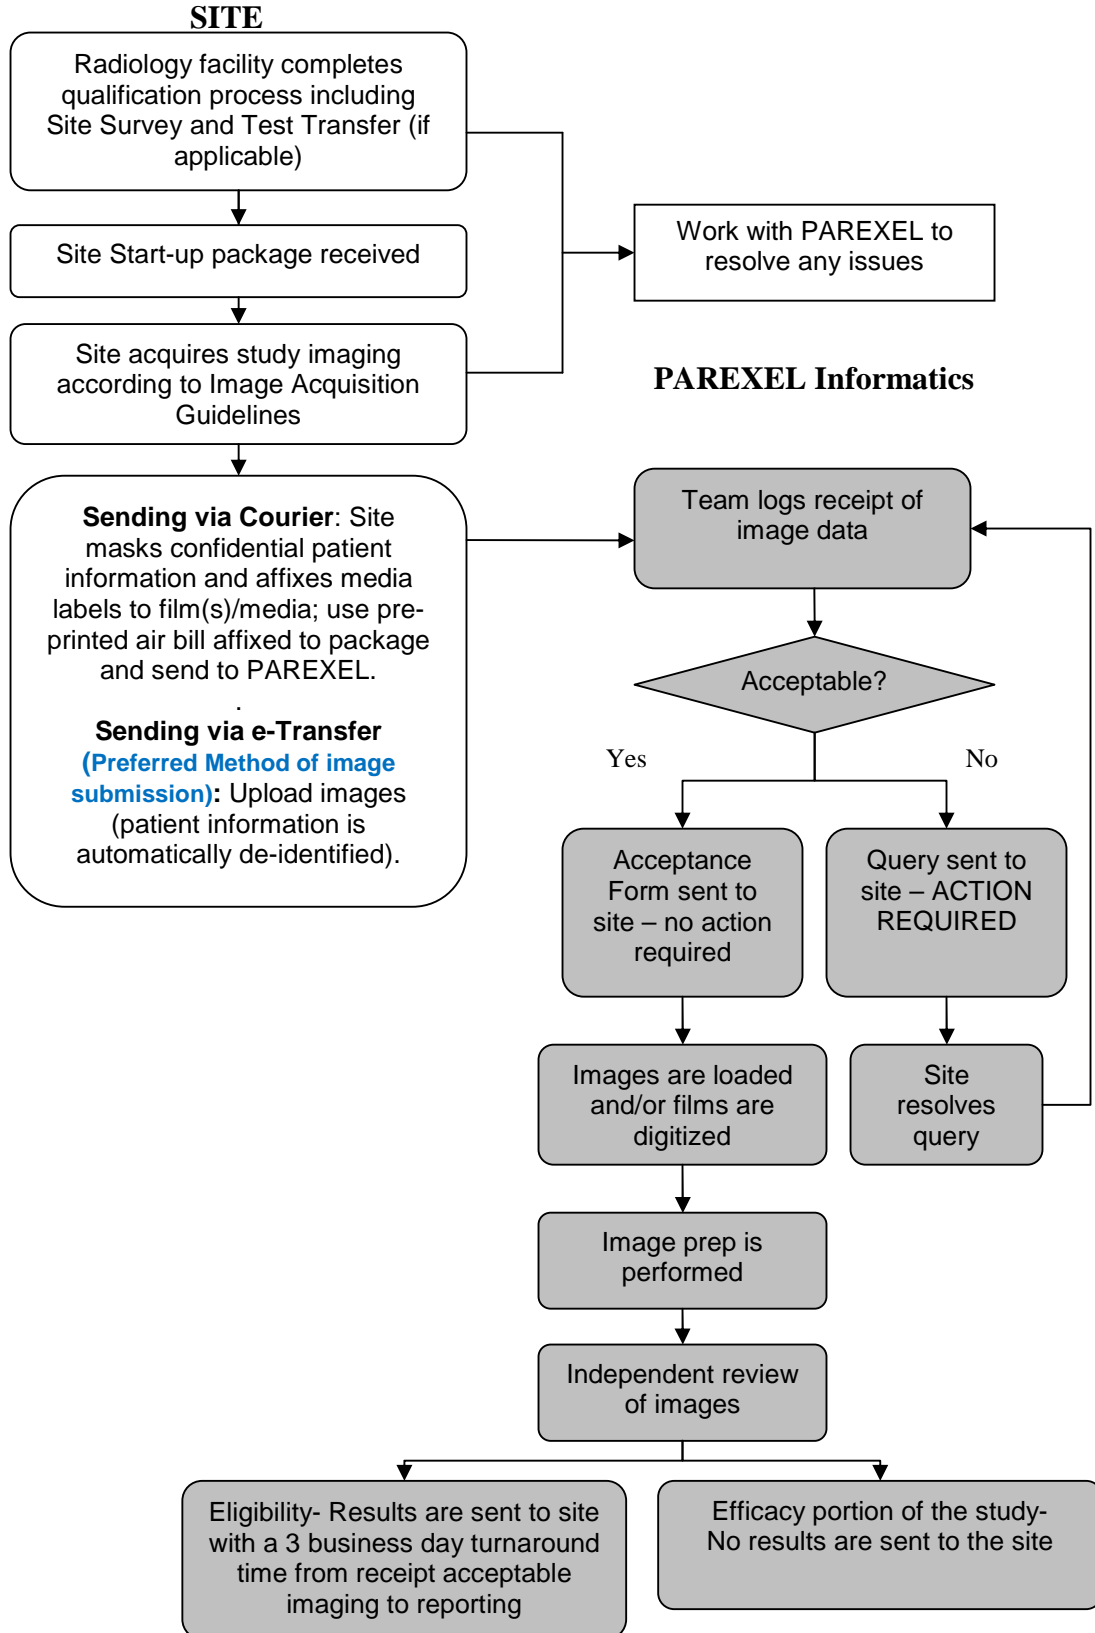 SITE
Radiology facility completes
qualification process including
Site Survey and Test Transfer (if
applicable)
Site Start-up package received
Work with PAREXEL to
resolve any issues
Site acquires study imaging
according to Image Acquisition
Guidelines
PAREXEL Informatics
Sending via Courier: Site
masks confidential patient
information and affixes media
labels to film(s)/media; use pre-
printed air bill affixed to package
and send to PAREXEL.
.
Sending via e-Transfer
(Preferred Method of image
submission): Upload images
(patient information is
automatically de-identified).
Team logs receipt of
image data
Acceptable?
Yes
No
Acceptance
Form sent to
site – no action
required
Query sent to
site – ACTION
REQUIRED
Images are loaded
and/or films are
digitized
Site
resolves
query
Image prep is
performed
Independent review
of images
Eligibility- Results are sent to site
with a 3 business day turnaround
time from receipt acceptable
imaging to reporting
Efficacy portion of the study-
No results are sent to the site